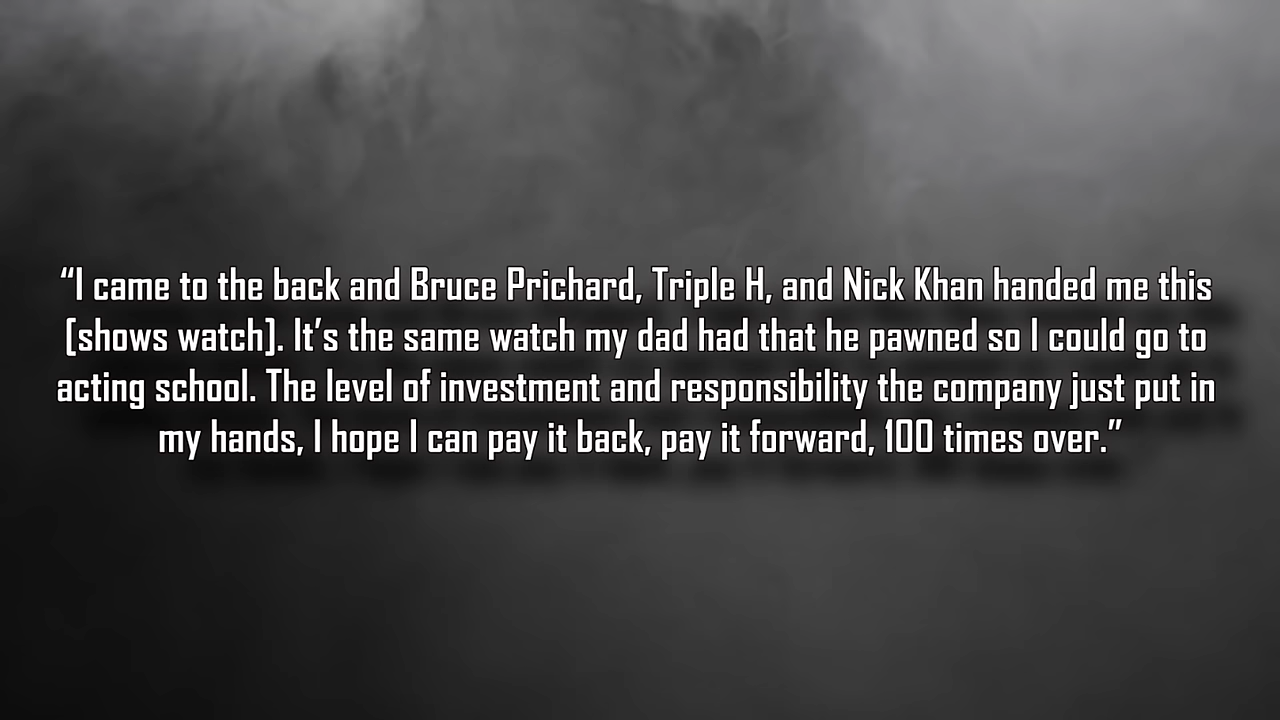 “I came to the back and Bruce Prichard, Triple H, and Nick Khan handed me this
[shows watch]. It’s the same watch my dad had that he pawned so I could go to
acting school. The level of investment and responsibility the company just put in
my hands, I hope I can pay it back, pay it forward, 100 times over.”